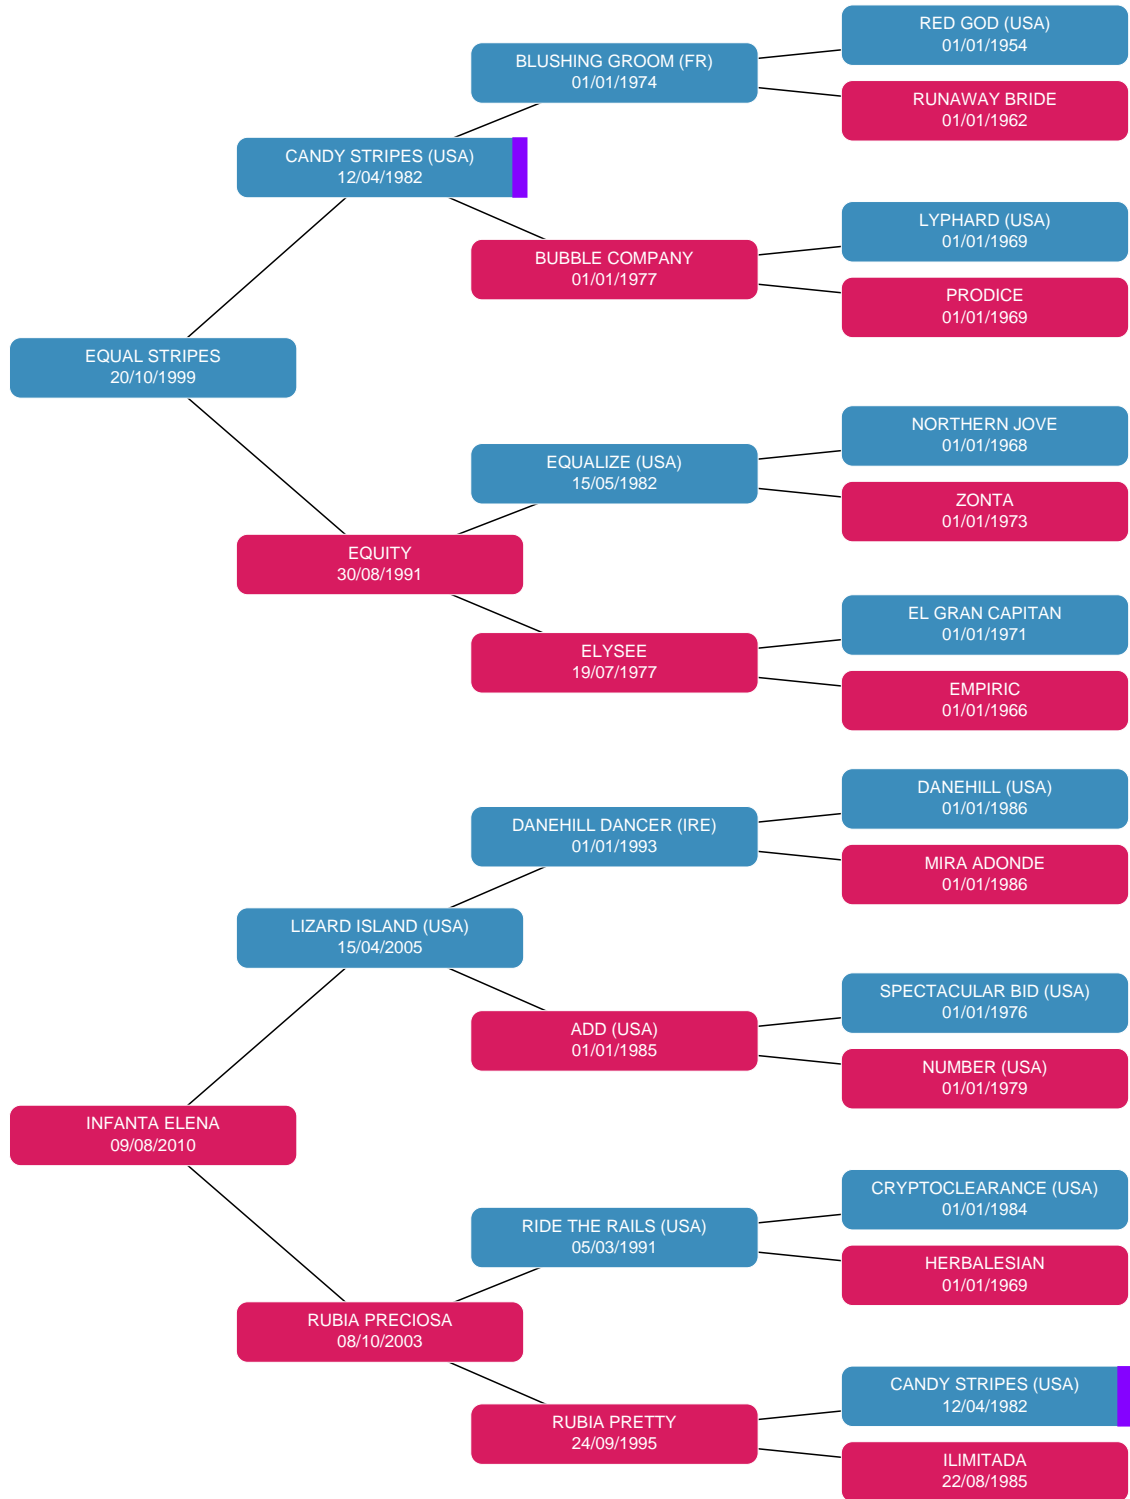 RED GOD (USA)
01/01/1954
BLUSHING GROOM (FR)
01/01/1974
RUNAWAY BRIDE
01/01/1962
CANDY STRIPES (USA)
12/04/1982
LYPHARD (USA)
01/01/1969
BUBBLE COMPANY
01/01/1977
PRODICE
01/01/1969
EQUAL STRIPES
20/10/1999
NORTHERN JOVE
01/01/1968
EQUALIZE (USA)
15/05/1982
ZONTA
01/01/1973
EQUITY
30/08/1991
EL GRAN CAPITAN
01/01/1971
ELYSEE
19/07/1977
EMPIRIC
01/01/1966
DANEHILL (USA)
01/01/1986
DANEHILL DANCER (IRE)
01/01/1993
MIRA ADONDE
01/01/1986
LIZARD ISLAND (USA)
15/04/2005
SPECTACULAR BID (USA)
01/01/1976
ADD (USA)
01/01/1985
NUMBER (USA)
01/01/1979
INFANTA ELENA
09/08/2010
CRYPTOCLEARANCE (USA)
01/01/1984
RIDE THE RAILS (USA)
05/03/1991
HERBALESIAN
01/01/1969
RUBIA PRECIOSA
08/10/2003
CANDY STRIPES (USA)
12/04/1982
RUBIA PRETTY
24/09/1995
ILIMITADA
22/08/1985